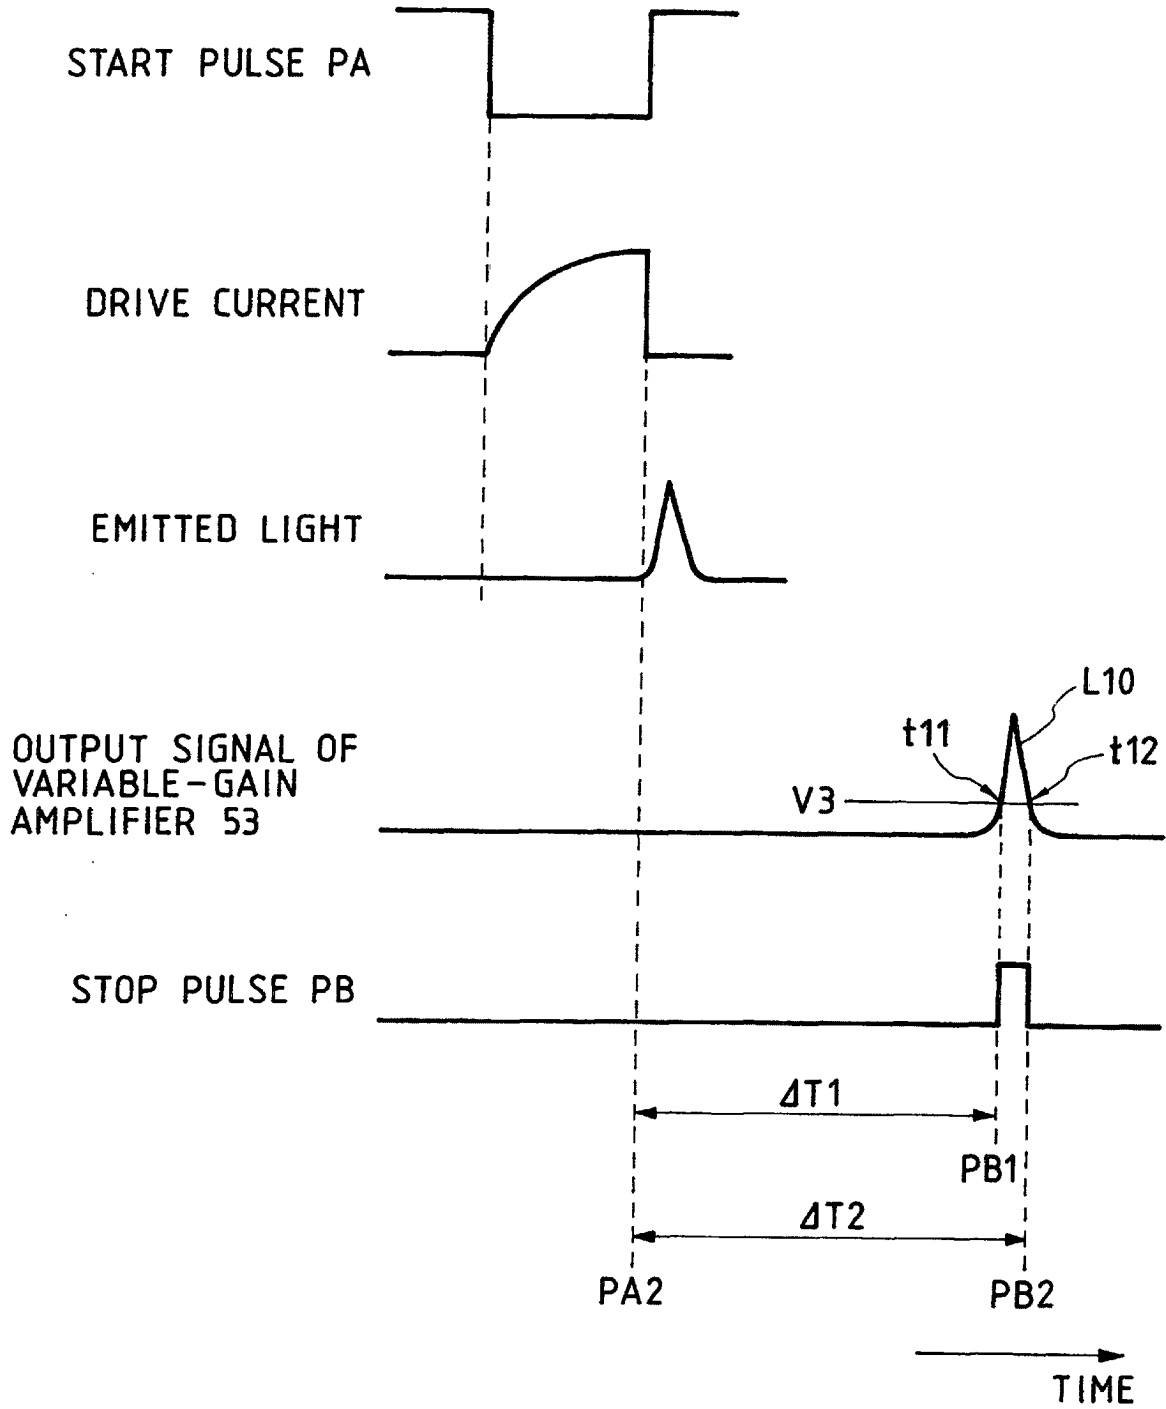 START PULSE PA
DRIVE CURRENT
EMITTED LIGHT
L10
t11
t12
OUTPUT SIGNAL OF
VARIABLE-GAIN
AMPLIFIER 53
V3
STOP PULSE PB
ΔT1
PB1
ΔT2
PA2
PB2
TIME